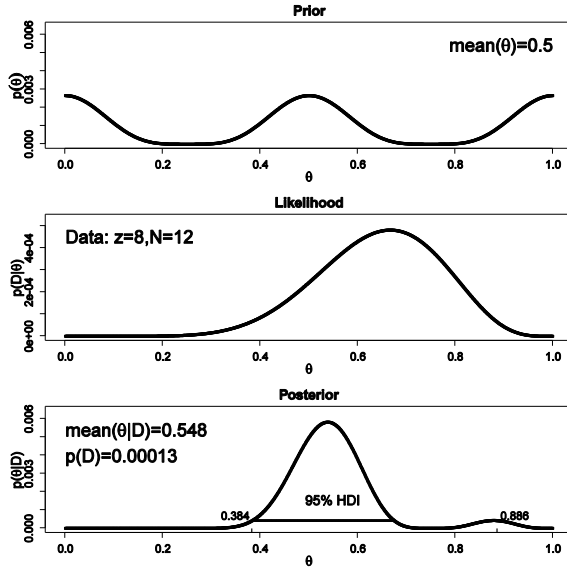 Prior
mean(θ)=0.5
p(θ)
0.000 0.003 0.006
0.0 0.2 0.4 0.6 0.8 1.0
θ
Likelihood
Data: z=8,N=12
p(D|θ)
0e+00 2e-04 4e-04
0.0 0.2 0.4 0.6 0.8 1.0
θ
Posterior
mean(θ|D)=0.548
p(D)=0.00013
p(θ|D)
0.000 0.003 0.006
95% HDI
0.384 0.886
0.0 0.2 0.4 0.6 0.8 1.0
θ